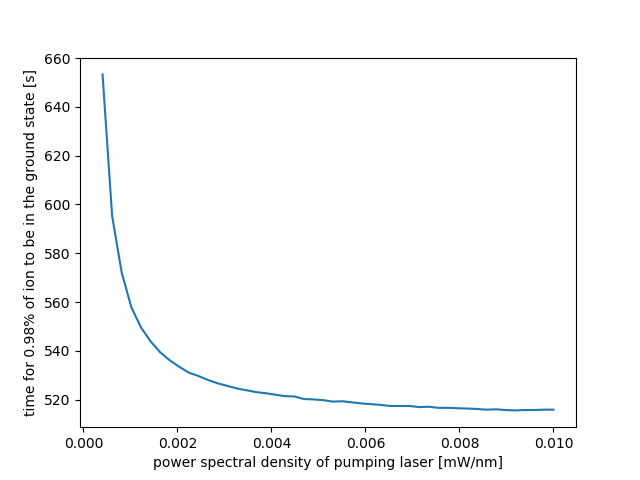 660
640
620
600
580
560
540
520
time for 0.98% of ion to be in the ground state [s]
0.000 0.002 0.004 0.006 0.008 0.010
power spectral density of pumping laser [mW/nm]